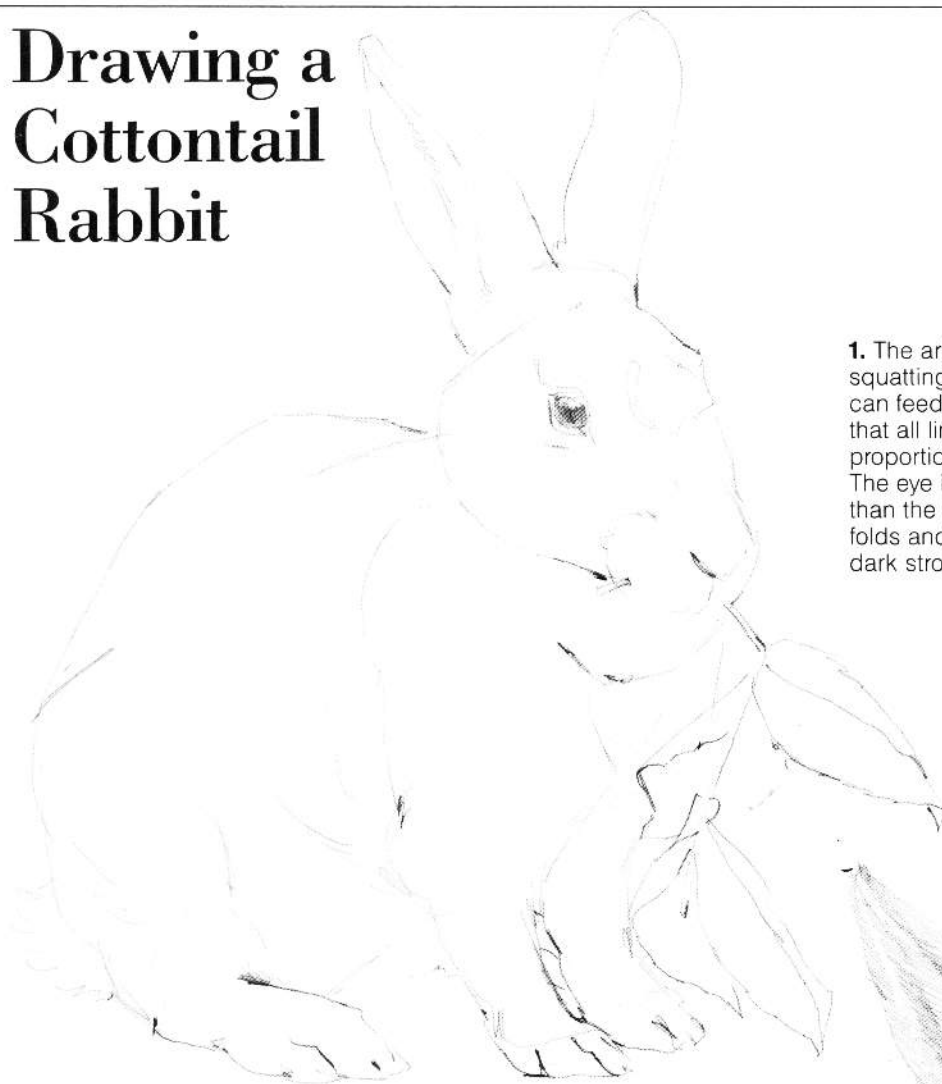 Drawing a
Cottontail
Rabbit
1. The ar
squatting
can feed
that all lin
proportio
The eye i
than the
folds and
dark stro